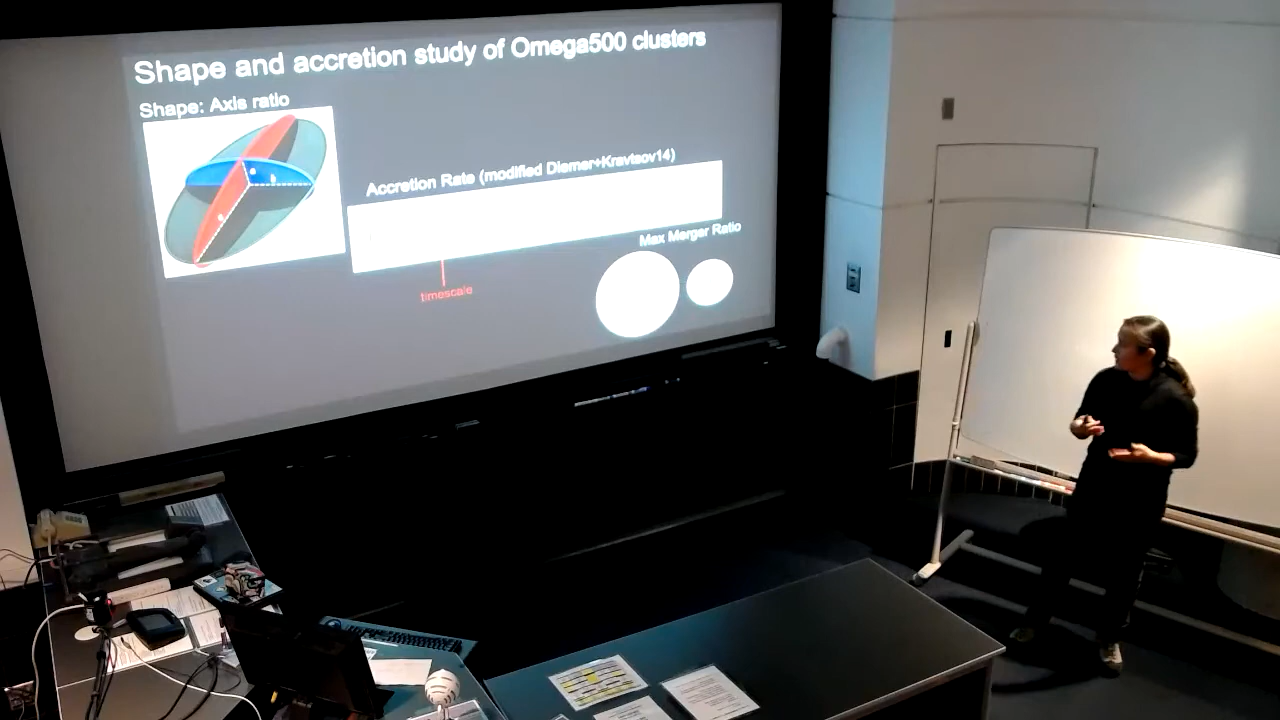 Shape and accretion study of Omega500 clusters
Shape: Axis ratio
Accretion Rate (modified Diemer+Kravtsov14)
Max Merger Ratio
timescale